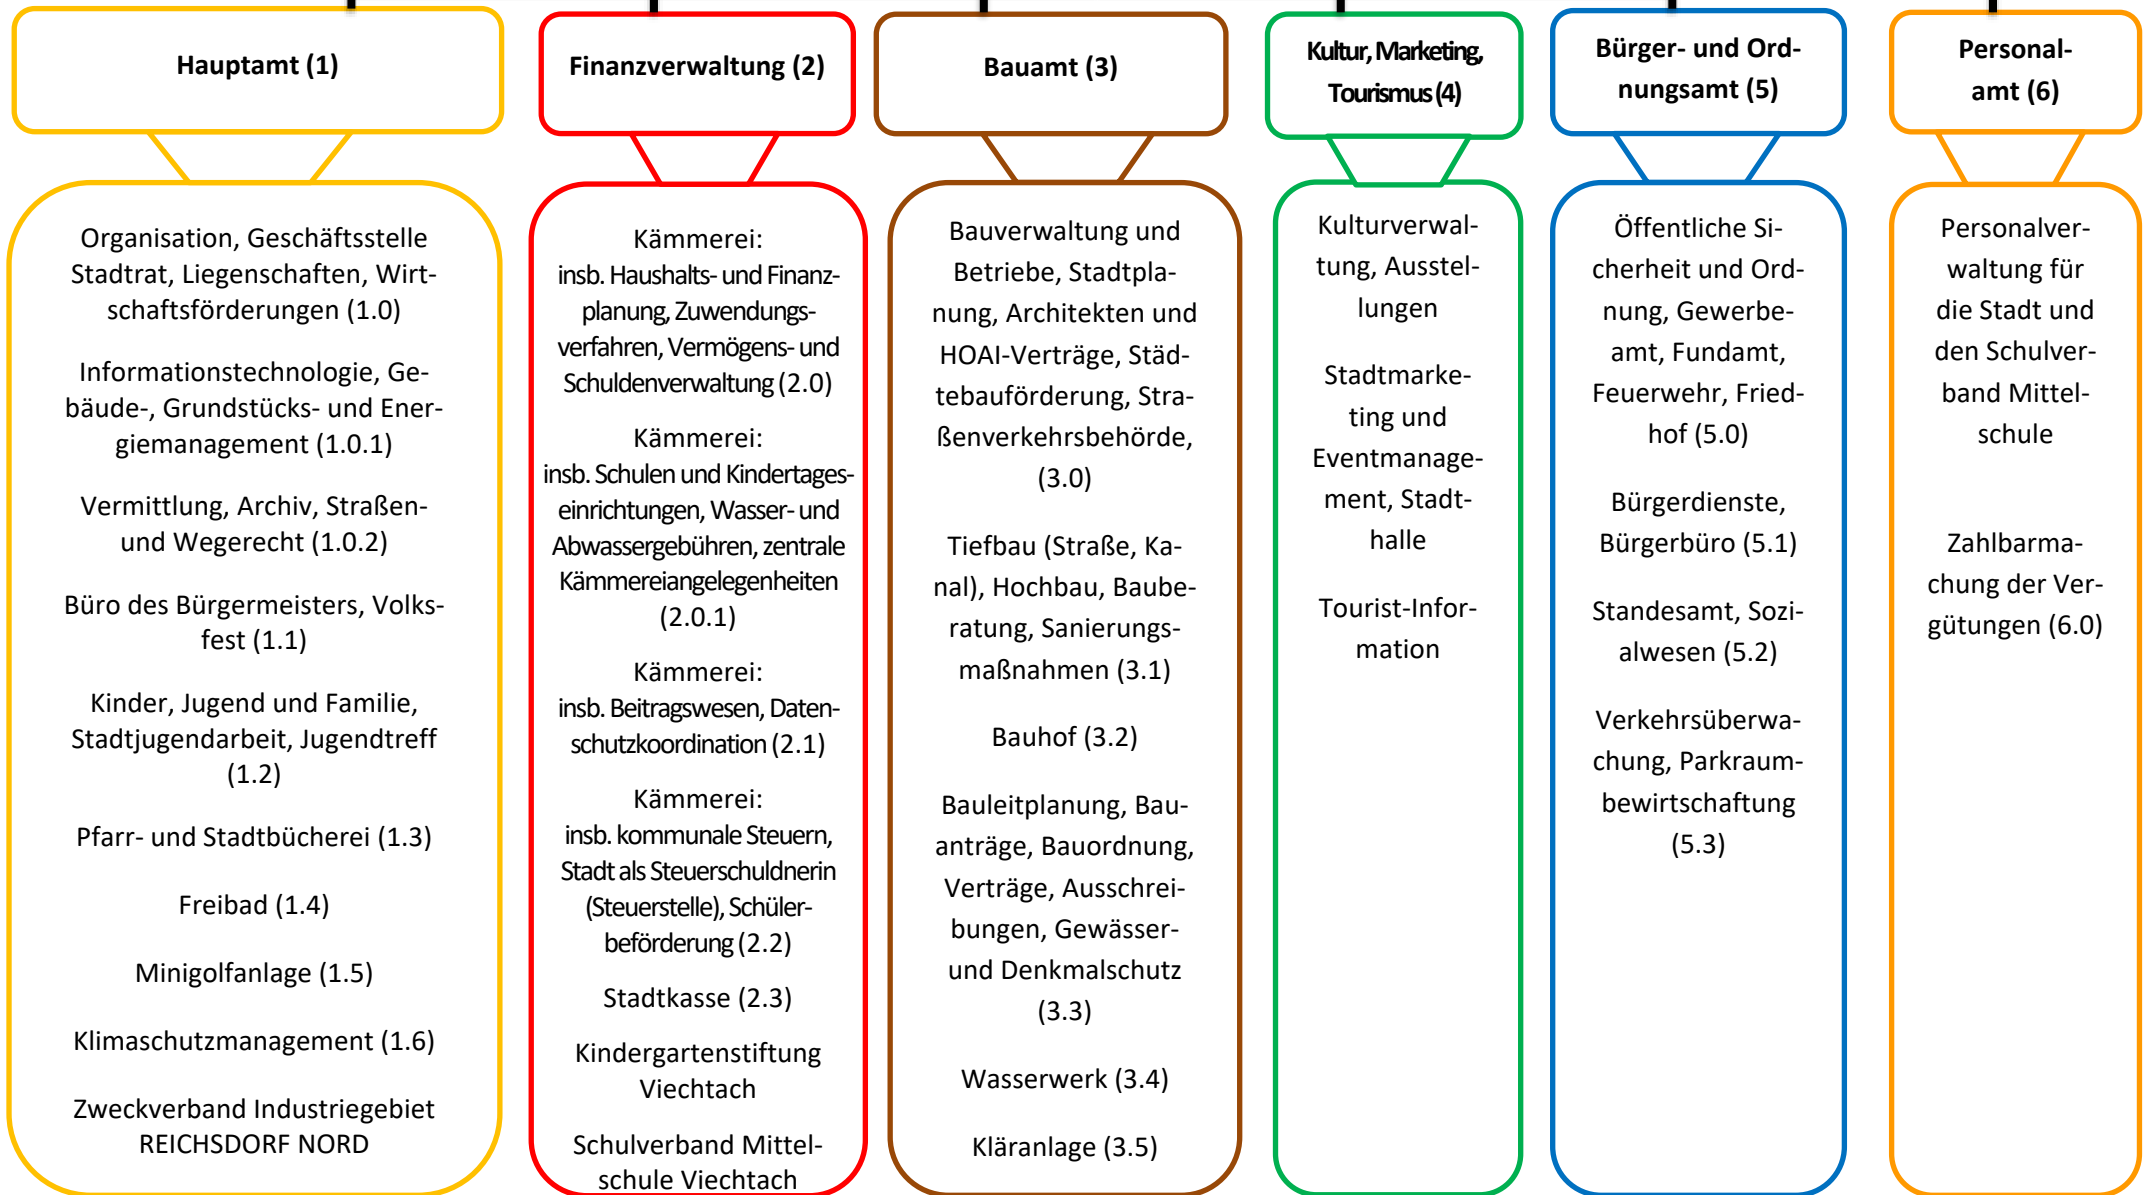 Hauptamt (1)
Organisation, Geschäftsstelle
Stadtrat, Liegenschaften, Wirt-
schaftsförderungen (1.0)
Informationstechnologie, Ge-
bäude-, Grundstücks- und Ener-
giemanagement (1.0.1)
Vermittlung, Archiv, Straßen-
und Wegerecht (1.0.2)
Büro des Bürgermeisters, Volks-
fest (1.1)
Kinder, Jugend und Familie,
Stadtjugendarbeit, Jugendtreff
(1.2)
Pfarr- und Stadtbücherei (1.3)
Freibad (1.4)
Minigolfanlage (1.5)
Klimaschutzmanagement (1.6)
Zweckverband Industriegebiet
REICHSDORF NORD
Finanzverwaltung (2)
Kämmerei:
insb. Haushalts- und Finanz-
planung, Zuwendungs-
verfahren, Vermögens- und
Schuldenverwaltung (2.0)
Kämmerei:
insb. Schulen und Kindertages-
einrichtungen, Wasser- und
Abwassergebühren, zentrale
Kämmereiangelegenheiten
(2.0.1)
Kämmerei:
insb. Beitragswesen, Daten-
schutzkoordination (2.1)
Kämmerei:
insb. kommunale Steuern,
Stadt als Steuerschuldnerin
(Steuerstelle), Schüler-
beförderung (2.2)
Stadtkasse (2.3)
Kindergartenstiftung
Viechtach
Schulverband Mittel-
schule Viechtach
Bauamt (3)
Bauverwaltung und
Betriebe, Stadtpla-
nung, Architekten und
HOAI-Verträge, Städ-
tebauförderung, Stra-
ßenverkehrsbehörde,
(3.0)
Tiefbau (Straße, Ka-
nal), Hochbau, Baube-
ratung, Sanierungs-
maßnahmen (3.1)
Bauhof (3.2)
Bauleitplanung, Bau-
anträge, Bauordnung,
Verträge, Ausschrei-
bungen, Gewässer-
und Denkmalschutz
(3.3)
Wasserwerk (3.4)
Kläranlage (3.5)
Kultur, Marketing,
Tourismus (4)
Kulturverwal-
tung, Ausstel-
lungen
Stadtmarke-
ting und
Eventmanage-
ment, Stadt-
halle
Tourist-Infor-
mation
Bürger- und Ord-
nungsamt (5)
Öffentliche Si-
cherheit und Ord-
nung, Gewerbe-
amt, Fundamt,
Feuerwehr, Fried-
hof (5.0)
Bürgerdienste,
Bürgerbüro (5.1)
Standesamt, Sozi-
alwesen (5.2)
Verkehrsüberwa-
chung, Parkraum-
bewirtschaftung
(5.3)
Personal-
amt (6)
Personalver-
waltung für
die Stadt und
den Schulver-
band Mittel-
schule
Zahlbarma-
chung der Ver-
gütungen (6.0)